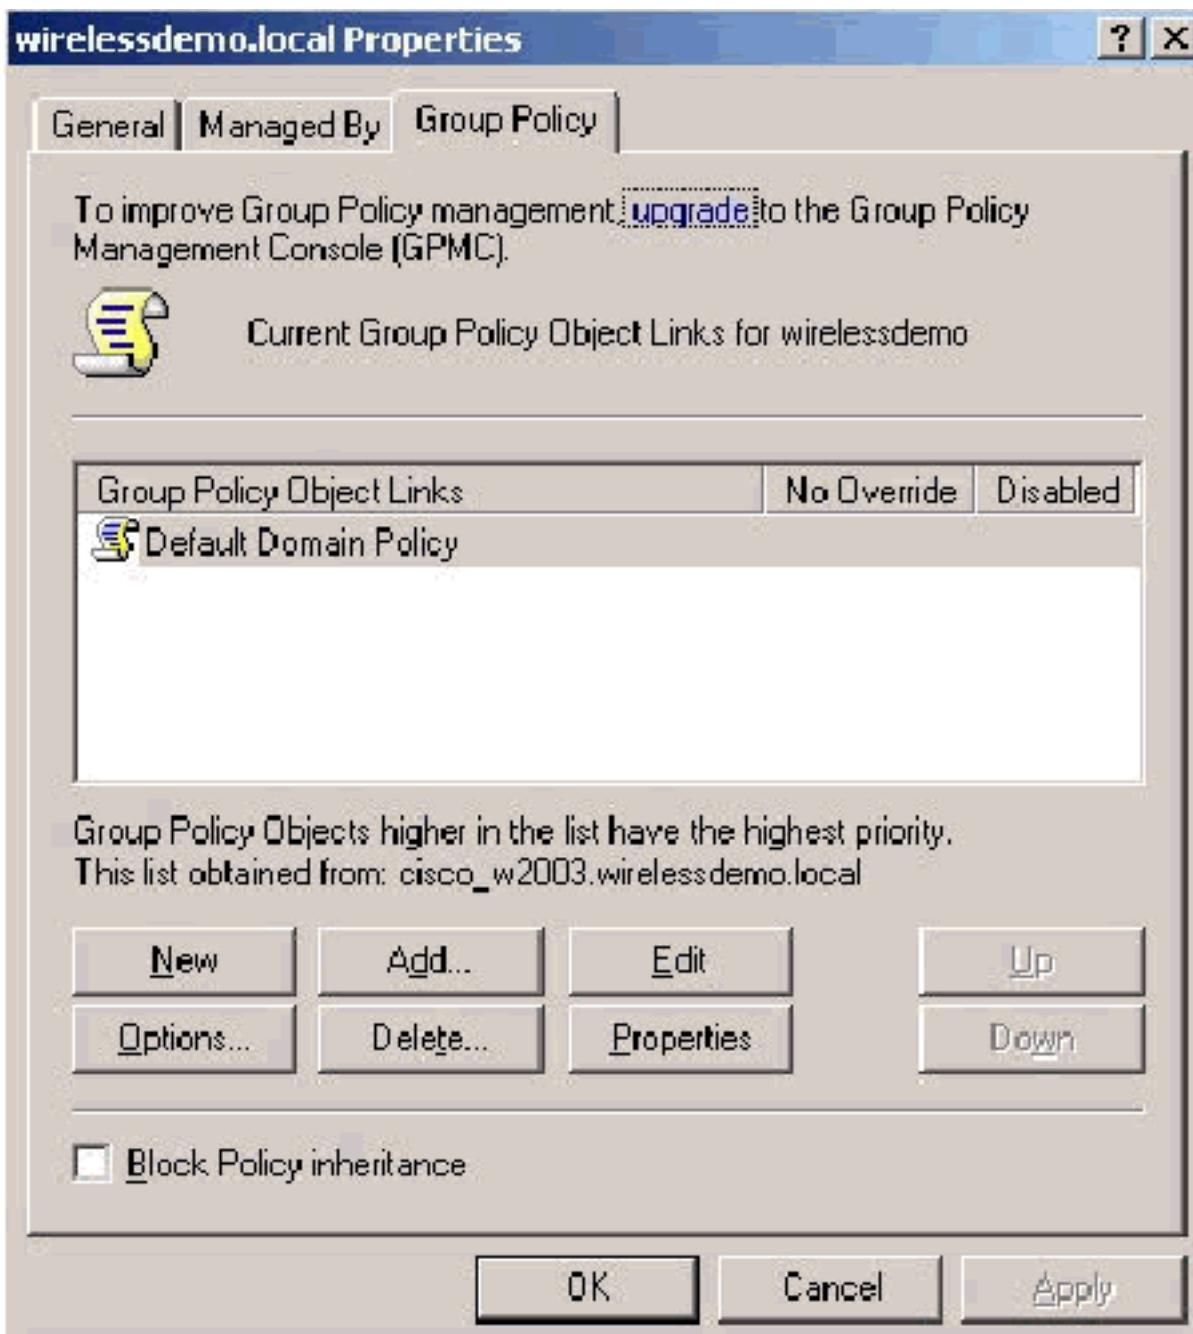 wirelessdemo.local Properties
General Managed By Group Policy
To improve Group Policy management, upgrade to the Group Policy
Management Console (GPMC).
Current Group Policy Object Links for wirelessdemo
Group Policy Object Links No Override Disabled
Default Domain Policy
Group Policy Objects higher in the list have the highest priority.
This list obtained from: cisco_w2003.wirelessdemo.local
New Add... Edit Up
Options... Delete... Properties Down
Block Policy inheritance
OK Cancel Apply